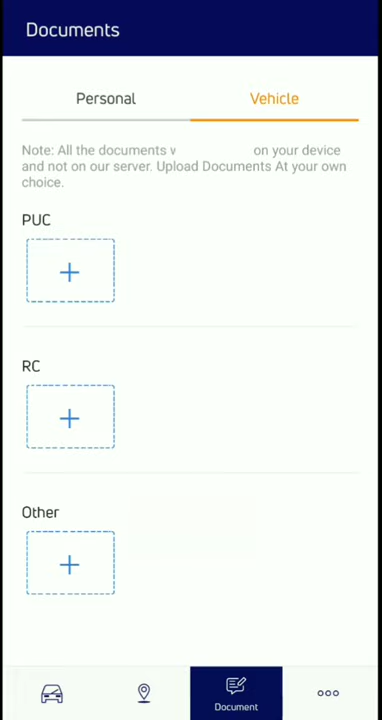 Documents
Personal Vehicle
Note: All the documents on your device
and not on our server. Upload Documents At your own
choice.
PUC
RC
Other
Document